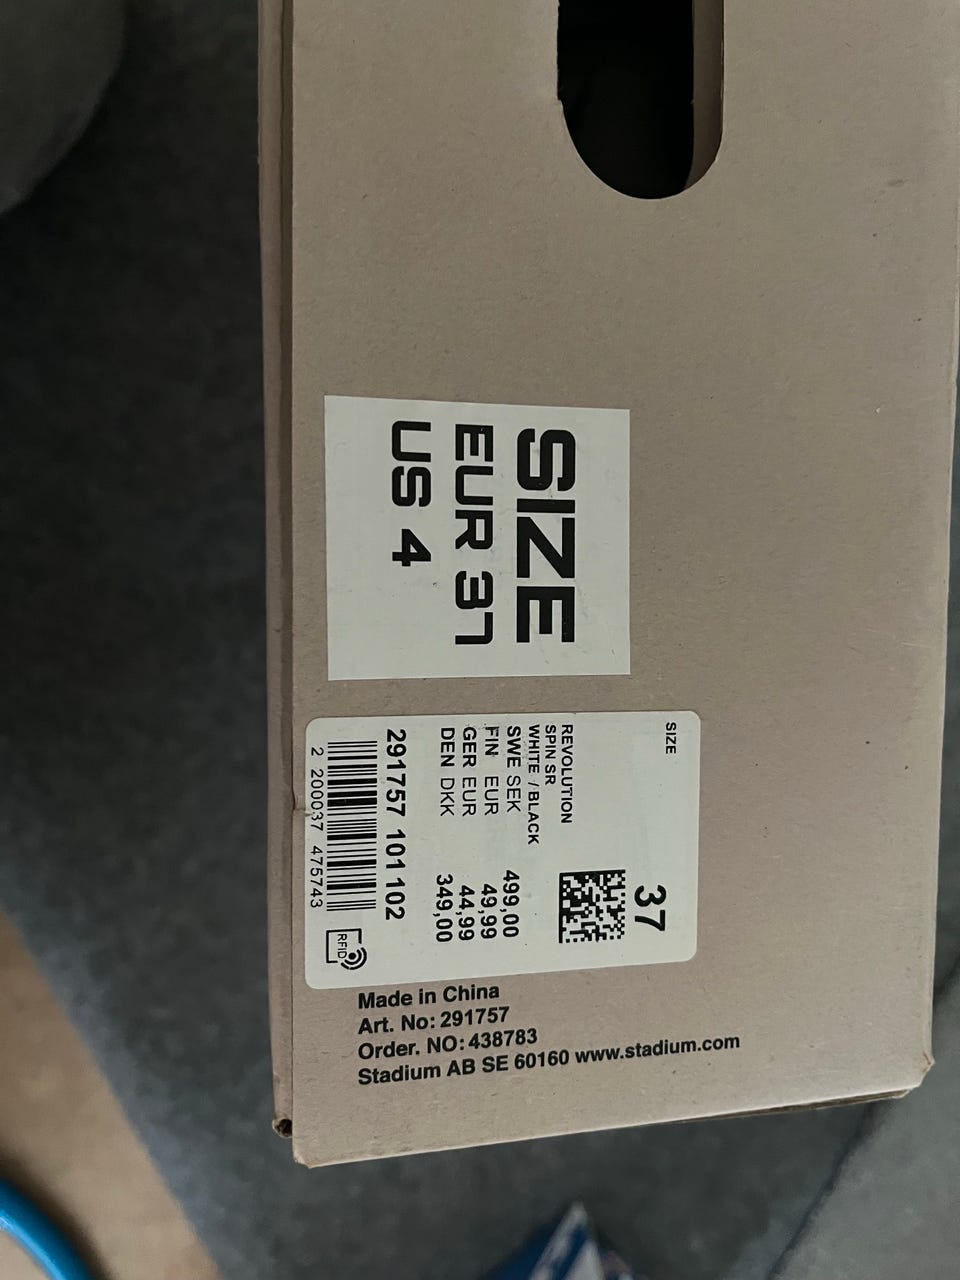 SIZE
EUR 37
US 4
SIZE 37
REVOLUTION
SPIN SR
WHITE / BLACK
SWE SEK 499,00
FIN EUR 49,99
GER EUR 44,99
DEN DKK 349,00
291757 101 102
2 200037 475743
RFID
Made in China
Art. No: 291757
Order. NO: 438783
Stadium AB SE 60160 www.stadium.com